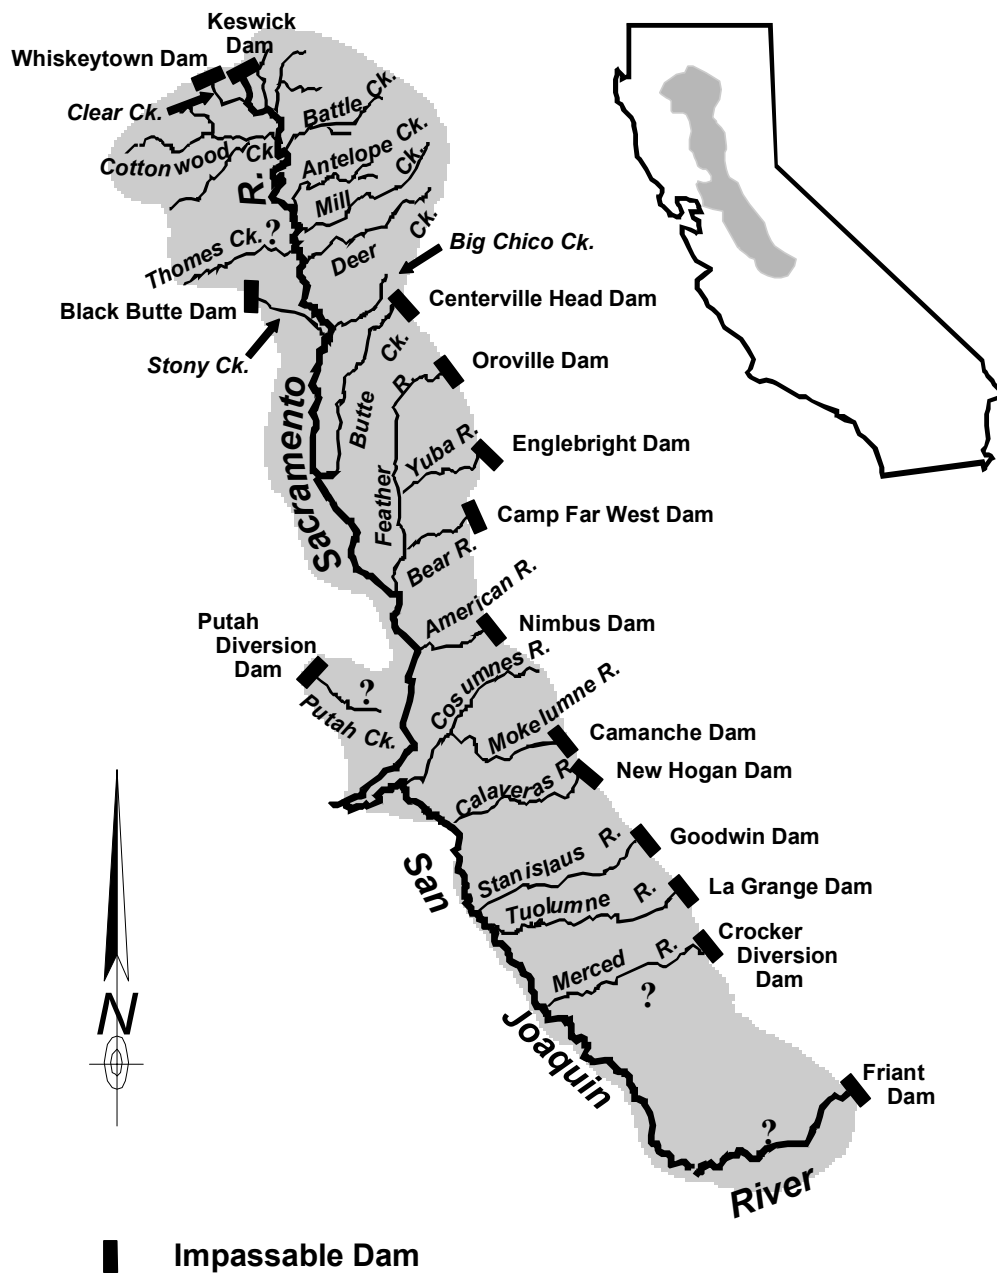 Keswick
Dam
Whiskeytown Dam
Clear Ck.
Battle Ck.
Antelope Ck.
Cottonwood Ck.
Mill Ck.
Thomes Ck. ?
Deer Ck.
Big Chico Ck.
Black Butte Dam
Centerville Head Dam
Stony Ck.
Butte Ck.
Oroville Dam
Sacramento R.
Feather R.
Yuba R.
Englebright Dam
Camp Far West Dam
Bear R.
American R.
Nimbus Dam
Putah
Diversion
Dam
?
Putah Ck.
Cosumnes R.
Mokelumne R.
Camanche Dam
New Hogan Dam
Calaveras R.
Goodwin Dam
Stanislaus R.
La Grange Dam
Tuolumne R.
Crocker
Diversion
Dam
Merced R.
?
San
Joaquin
River
?
Friant
Dam
N
Impassable Dam